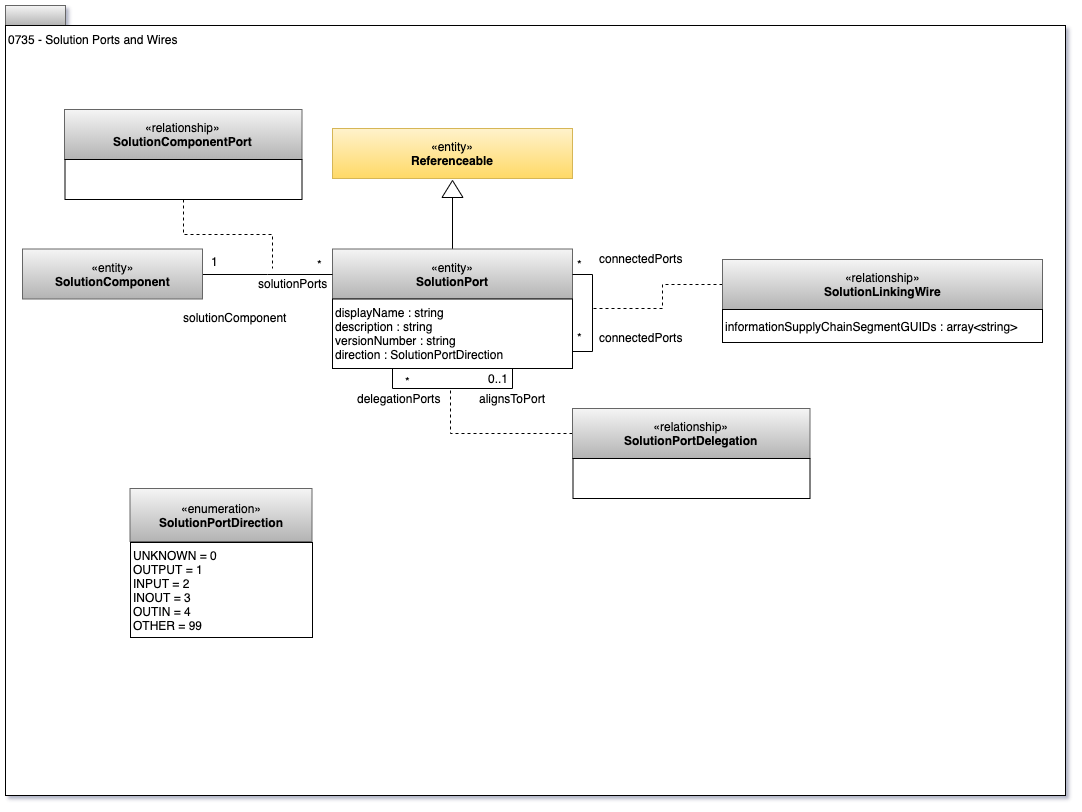 0735 - Solution Ports and Wires
«relationship»
SolutionComponentPort
«entity»
Referenceable
«entity»
SolutionComponent
1
*
solutionPorts
solutionComponent
«entity»
SolutionPort
displayName : string
description : string
versionNumber : string
direction : SolutionPortDirection
*
connectedPorts
*
connectedPorts
«relationship»
SolutionLinkingWire
informationSupplyChainSegmentGUIDs : array<string>
*
0..1
delegationPorts
alignsToPort
«relationship»
SolutionPortDelegation
«enumeration»
SolutionPortDirection
UNKNOWN = 0
OUTPUT = 1
INPUT = 2
INOUT = 3
OUTIN = 4
OTHER = 99